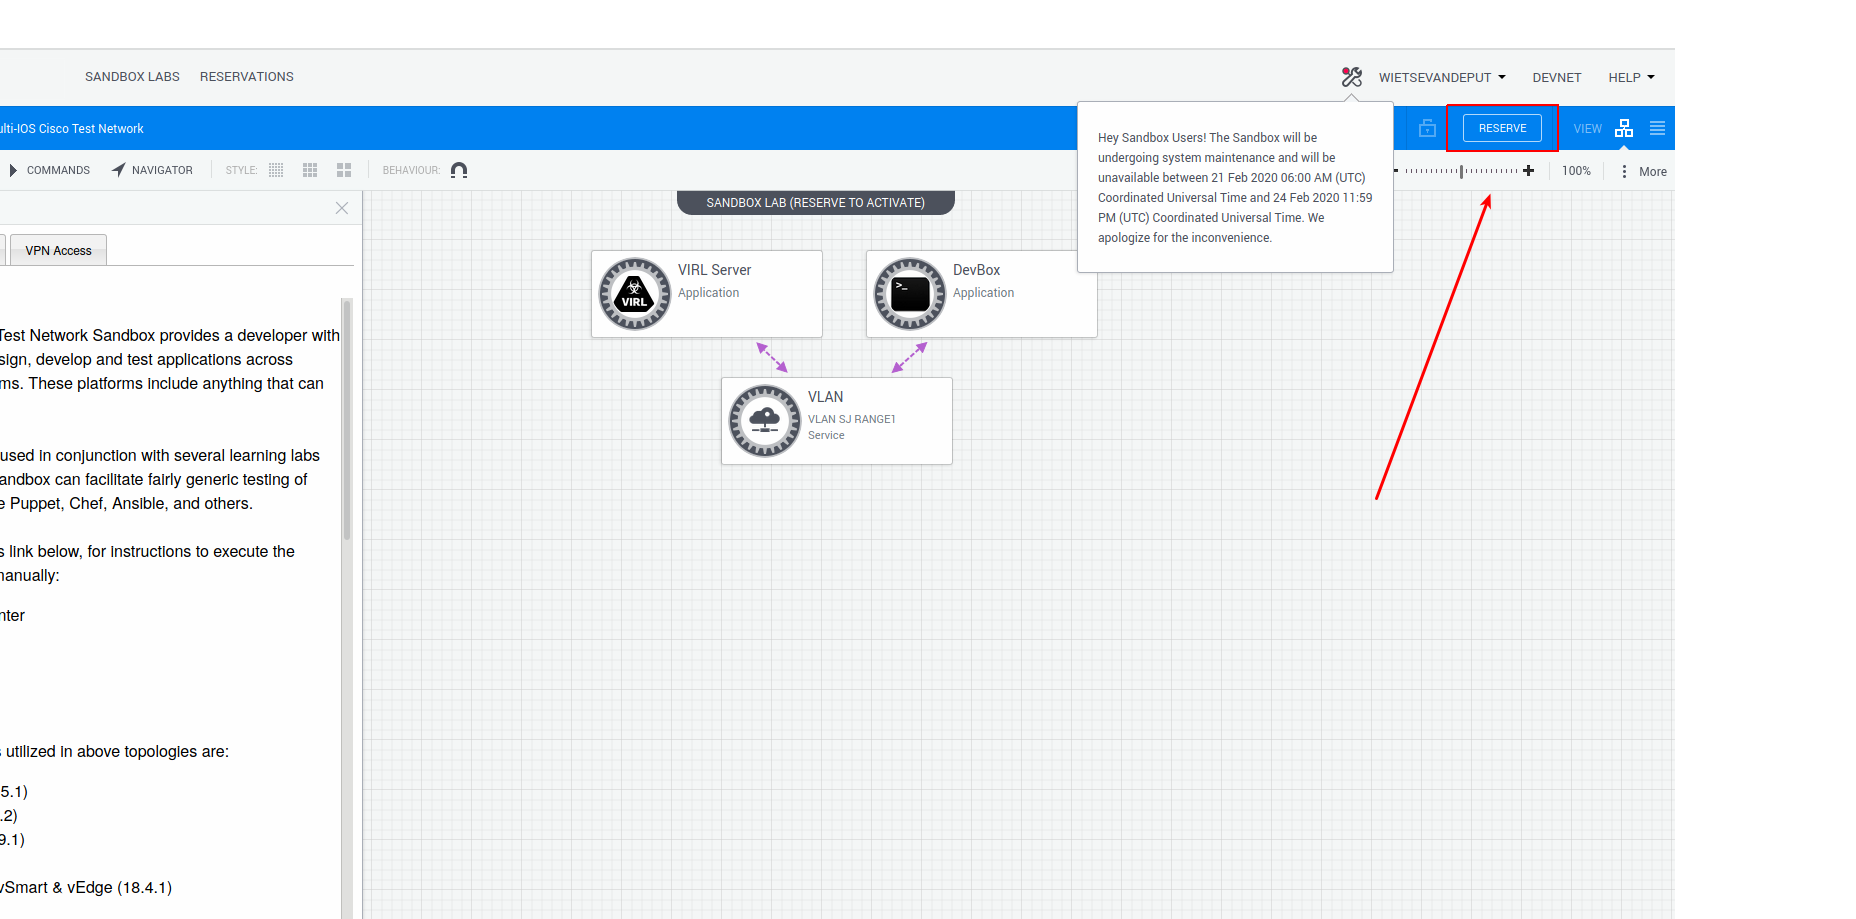 SANDBOX LABS RESERVATIONS
WIETSEVANDEPUT DEVNET HELP
ulti-IOS Cisco Test Network
RESERVE VIEW
COMMANDS NAVIGATOR STYLE: BEHAVIOUR:
100% More
Hey Sandbox Users! The Sandbox will be
undergoing system maintenance and will be
unavailable between 21 Feb 2020 06:00 AM (UTC)
Coordinated Universal Time and 24 Feb 2020 11:59
PM (UTC) Coordinated Universal Time. We
apologize for the inconvenience.
SANDBOX LAB (RESERVE TO ACTIVATE)
VPN Access
VIRL Server
Application
VIRL
DevBox
Application
>_
VLAN
VLAN SJ RANGE1
Service
Test Network Sandbox provides a developer with
sign, develop and test applications across
ms. These platforms include anything that can
used in conjunction with several learning labs
andbox can facilitate fairly generic testing of
e Puppet, Chef, Ansible, and others.
s link below, for instructions to execute the
manually:
nter
s utilized in above topologies are:
5.1)
.2)
9.1)
vSmart & vEdge (18.4.1)